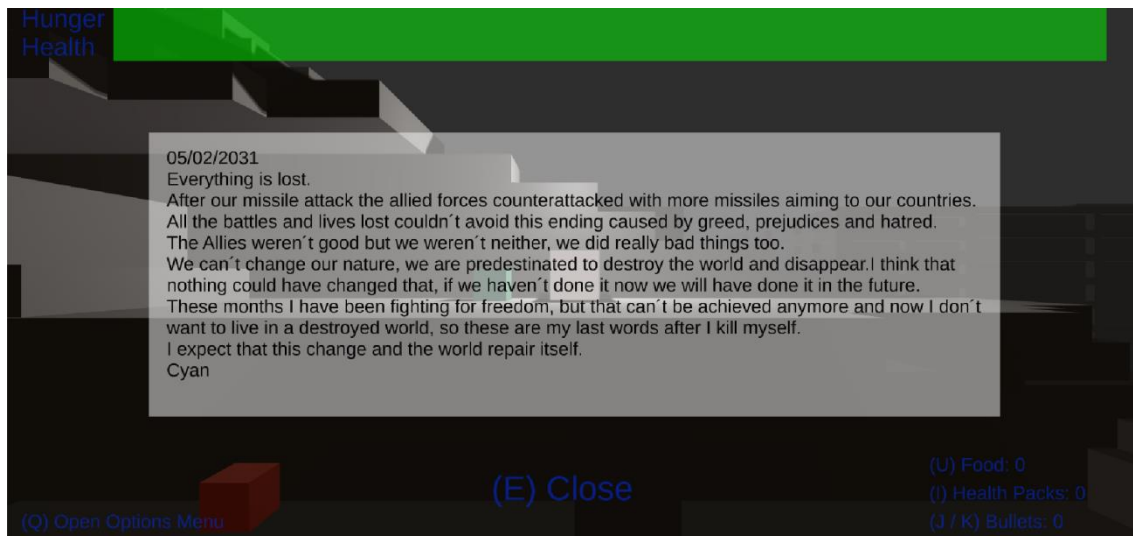 Hunger
Health
05/02/2031
Everything is lost.
After our missile attack the allied forces counterattacked with more missiles aiming to our countries.
All the battles and lives lost couldn´t avoid this ending caused by greed, prejudices and hatred.
The Allies weren´t good but we weren´t neither, we did really bad things too.
We can´t change our nature, we are predestinated to destroy the world and disappear.I think that
nothing could have changed that, if we haven´t done it now we will have done it in the future.
These months I have been fighting for freedom, but that can´t be achieved anymore and now I don´t
want to live in a destroyed world, so these are my last words after I kill myself.
I expect that this change and the world repair itself.
Cyan
(E) Close
(U) Food: 0
(I) Health Packs: 0
(J / K) Bullets: 0
(Q) Open Options Menu